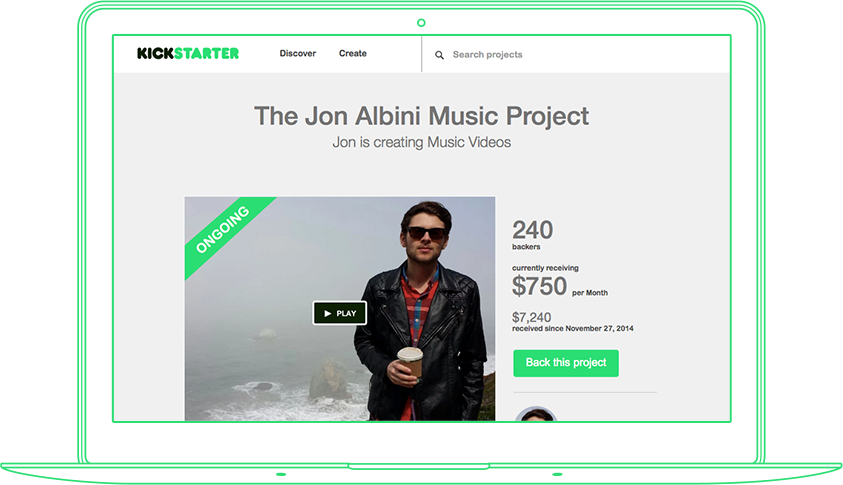 KICKSTARTER
Discover
Create
Search projects
The Jon Albini Music Project
Jon is creating Music Videos
ONGOING
PLAY
240
backers
currently receiving
$750 per Month
$7,240
received since November 27, 2014
Back this project